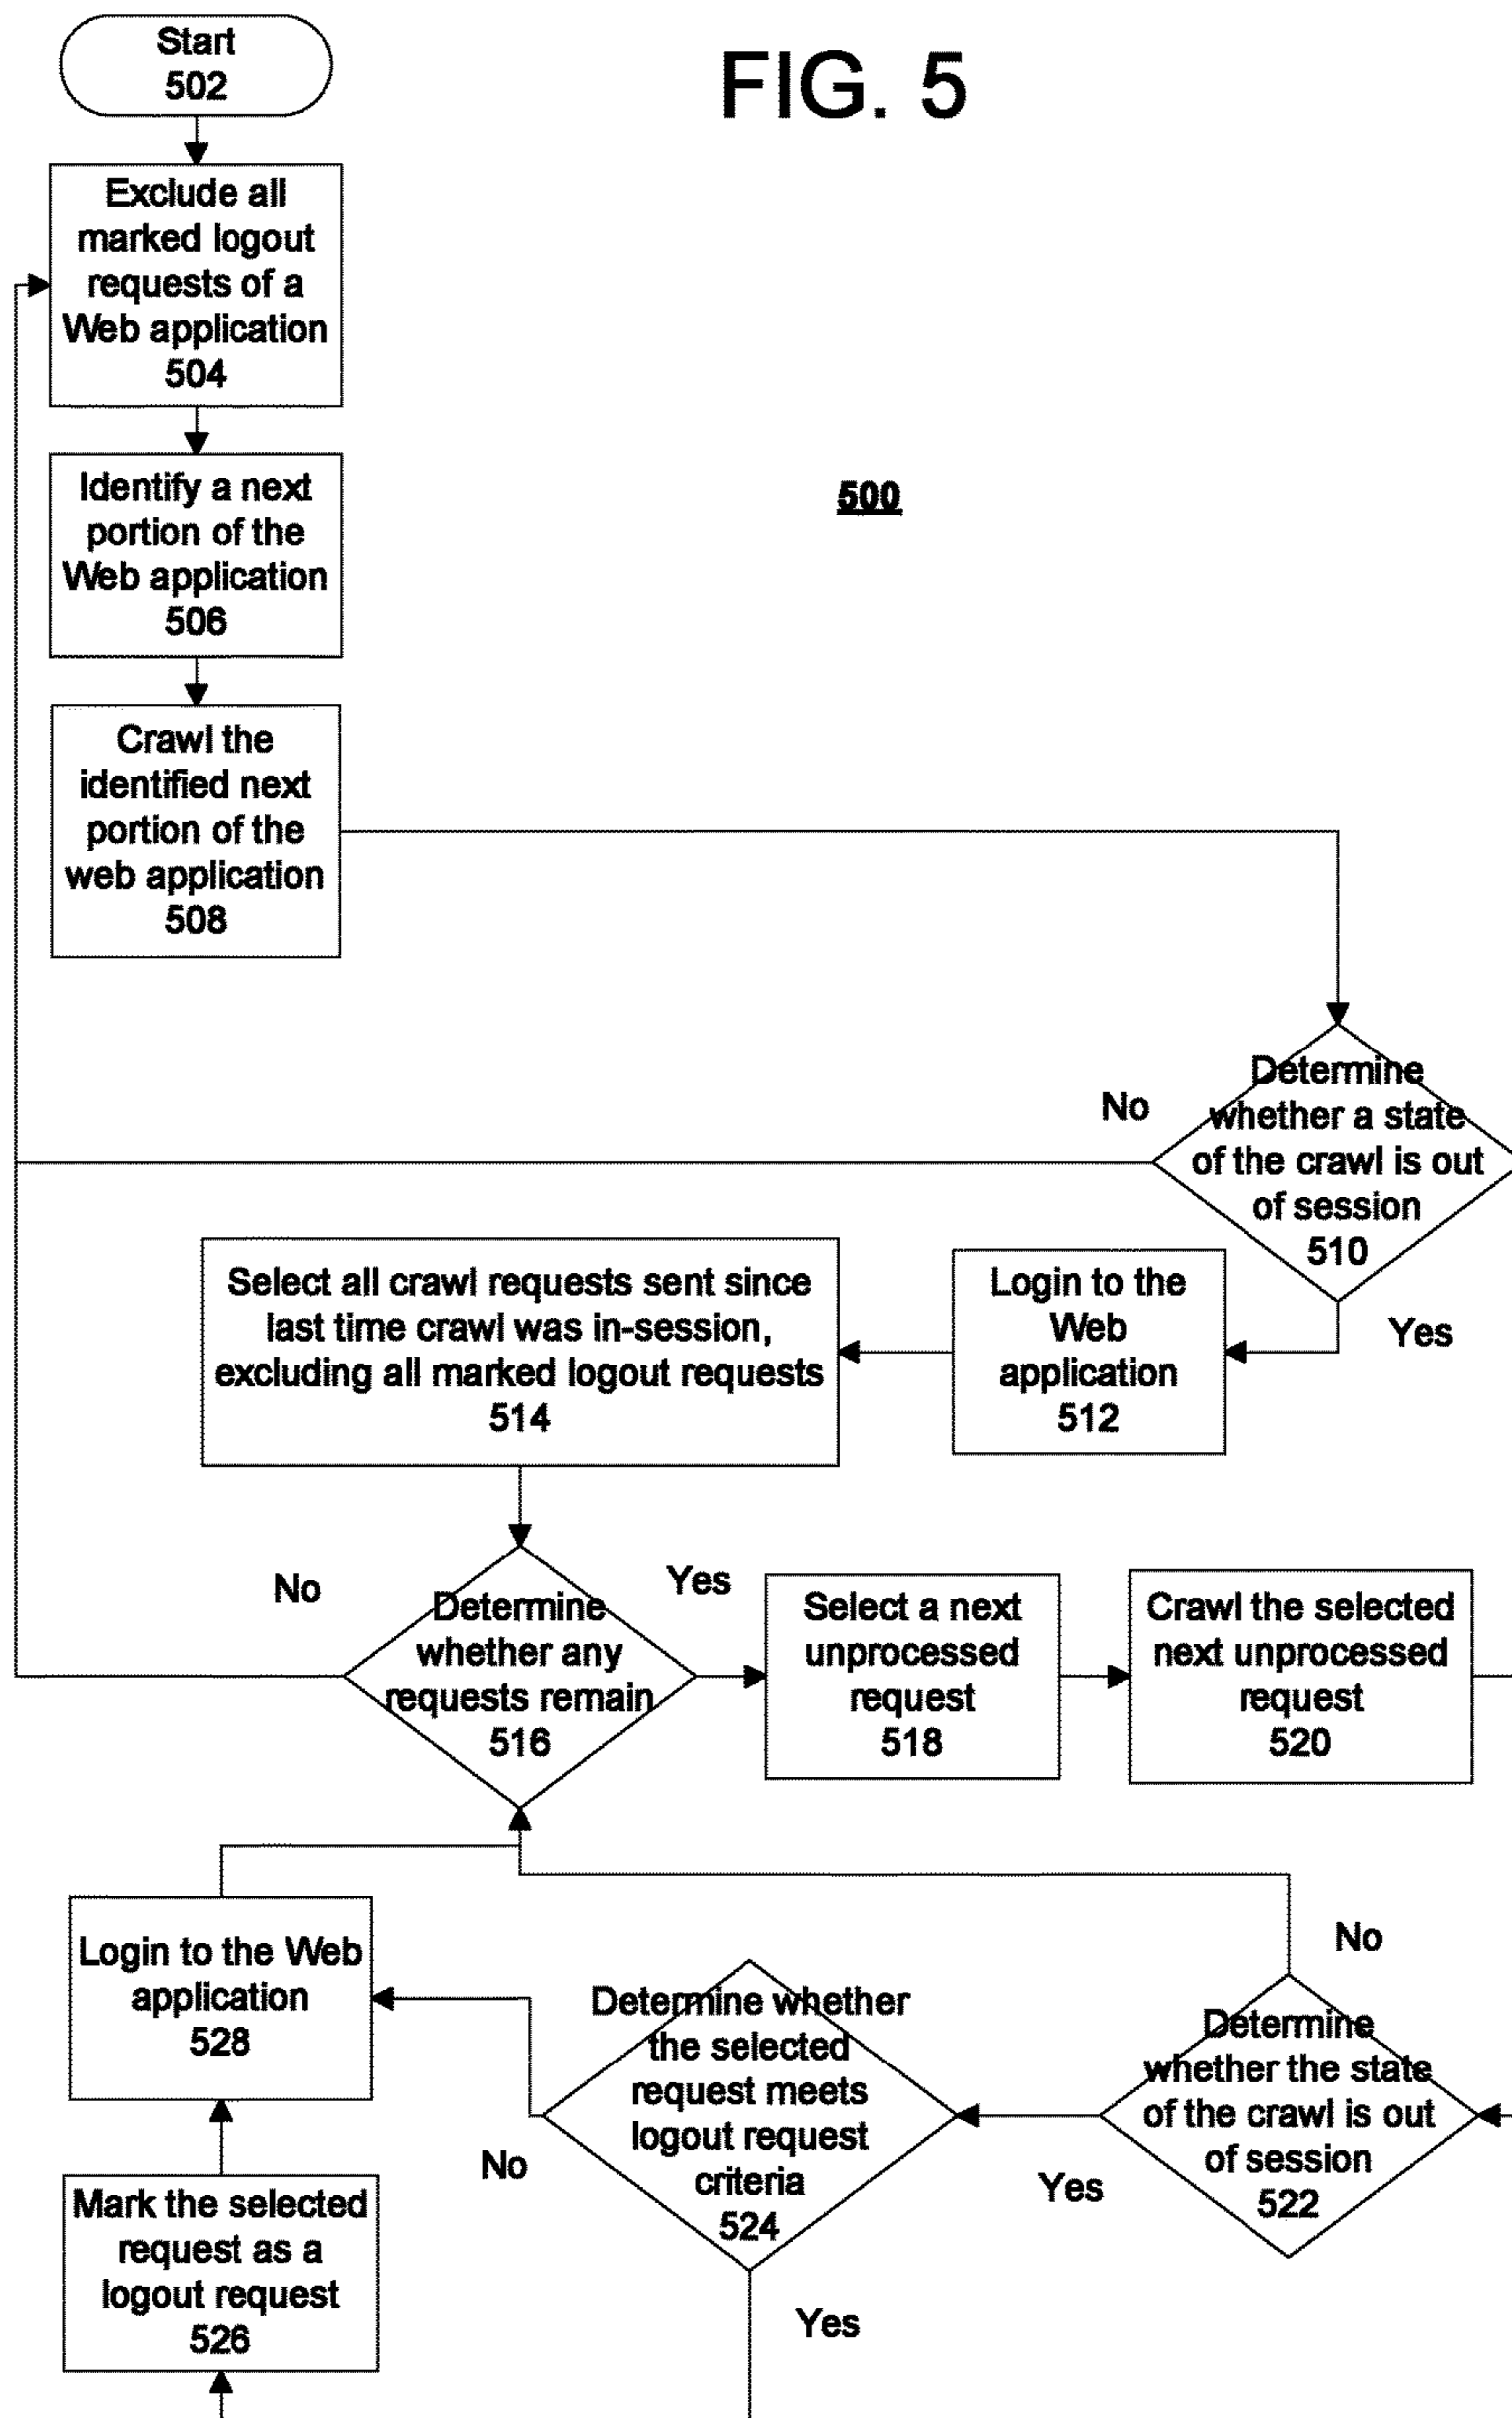 FIG. 5
Start
502
Exclude all
marked logout
requests of a
Web application
504
Identify a next
portion of the
Web application
506
500
Crawl the
identified next
portion of the
web application
508
Determine
whether a state
of the crawl is out
of session
510
No
Yes
Login to the
Web
application
512
Select all crawl requests sent since
last time crawl was in-session,
excluding all marked logout requests
514
No
Determine
whether any
requests remain
516
Yes
Select a next
unprocessed
request
518
Crawl the selected
next unprocessed
request
520
No
Determine
whether the state
of the crawl is out
of session
522
Yes
Determine whether
the selected
request meets
logout request
criteria
524
No
Yes
Login to the Web
application
528
Mark the selected
request as a
logout request
526